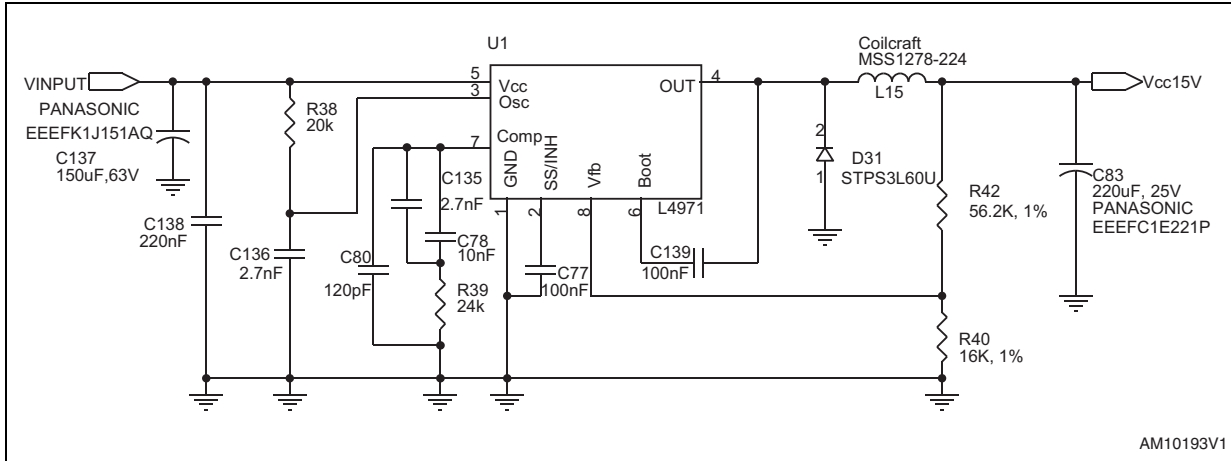 U1
Coilcraft
MSS1278-224
VINPUT
5
Vcc
3
Osc
OUT
4
L15
Vcc15V
PANASONIC
EEEFK1J151AQ
C137
150uF,63V
R38
20k
7
Comp
GND
SS/INH
Vfb
Boot
L4971
1
2
8
6
2
1
D31
STPS3L60U
C135
2.7nF
C138
220nF
C136
2.7nF
C80
120pF
C78
10nF
R39
24k
C77
100nF
C139
100nF
R42
56.2K, 1%
C83
220uF, 25V
PANASONIC
EEEFC1E221P
R40
16K, 1%
AM10193V1